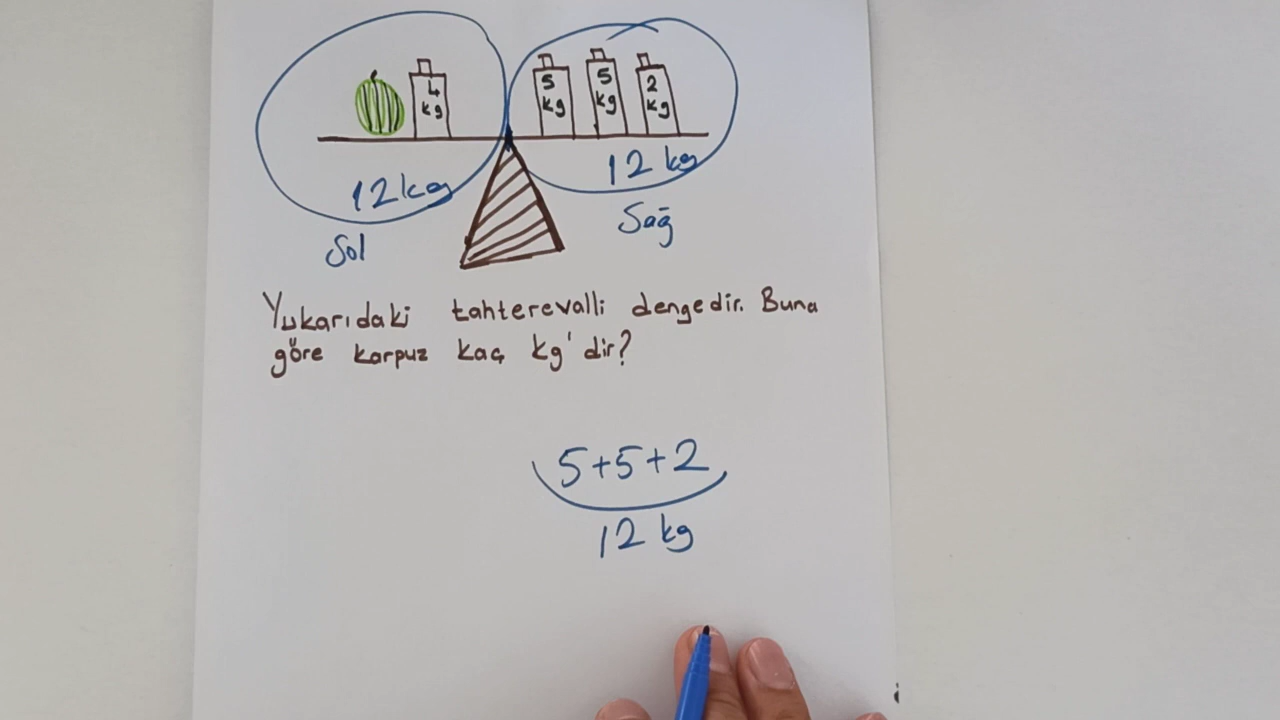 4 kg
5 kg
5 kg
2 kg
12 kg
12 kg
Sol
Sağ
Yukarıdaki tahterevalli dengedir. Buna
göre karpuz kaç kg'dir?
5+5+2
12 kg